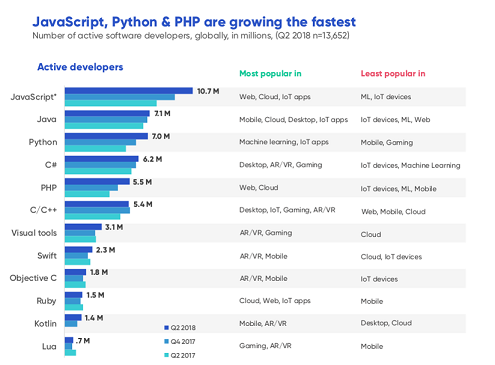 JavaScript, Python & PHP are growing the fastest
Number of active software developers, globally, in millions, (Q2 2018 n=13,652)
Active developers
Most popular in
Least popular in
JavaScript* 10.7 M Web, Cloud, IoT apps ML, IoT devices
Java 7.1 M Mobile, Cloud, Desktop, IoT apps IoT devices, ML, Web
Python 7.0 M Machine learning, IoT apps Mobile, Gaming
C# 6.2 M Desktop, AR/VR, Gaming IoT devices, Machine Learning
PHP 5.5 M Web, Cloud IoT devices, ML, Mobile
C/C++ 5.4 M Desktop, IoT, Gaming, AR/VR Web, Mobile, Cloud
Visual tools 3.1 M AR/VR, Gaming Cloud
Swift 2.3 M AR/VR, Mobile Cloud, IoT devices
Objective C 1.8 M AR/VR, Mobile IoT devices
Ruby 1.5 M Cloud, Web, IoT apps Mobile
Kotlin 1.4 M Mobile, AR/VR Desktop, Cloud
Lua .7 M Gaming, AR/VR Mobile
Q2 2018
Q4 2017
Q2 2017